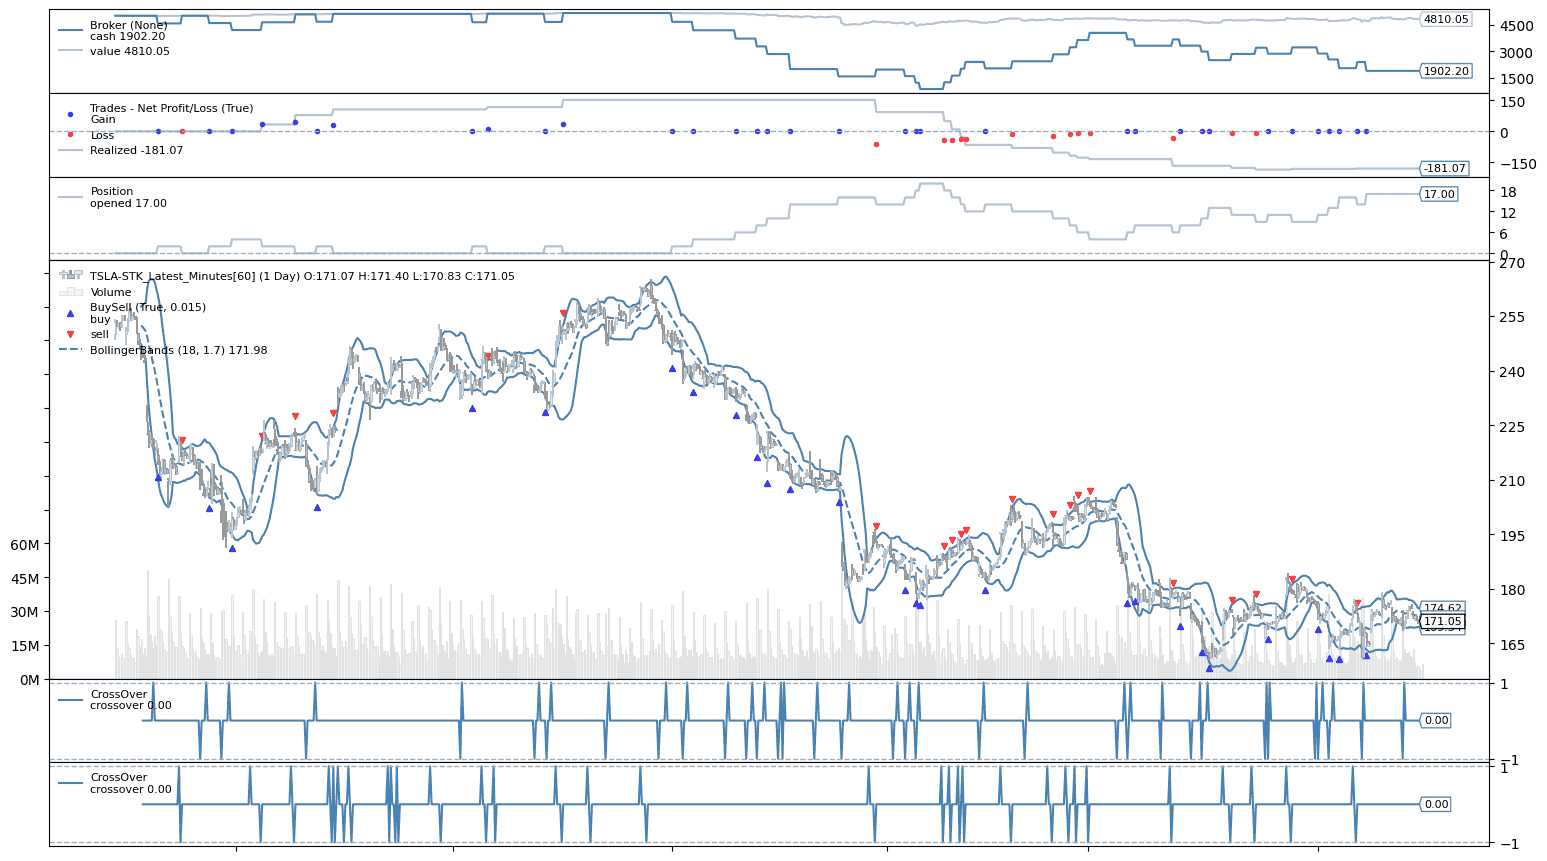 Broker (None)
cash 1902.20
value 4810.05
4810.05
4500
3000
1902.20
1500
Trades - Net Profit/Loss (True)
Gain
Loss
Realized -181.07
150
0
−150
-181.07
Position
opened 17.00
18
17.00
12
6
0
TSLA-STK_Latest_Minutes[60] (1 Day) O:171.07 H:171.40 L:170.83 C:171.05
Volume
BuySell (True, 0.015)
buy
sell
BollingerBands (18, 1.7) 171.98
270
255
240
225
210
195
180
165
174.62
171.05
60M
45M
30M
15M
0M
CrossOver
crossover 0.00
1
0.00
−1
CrossOver
crossover 0.00
1
0.00
−1